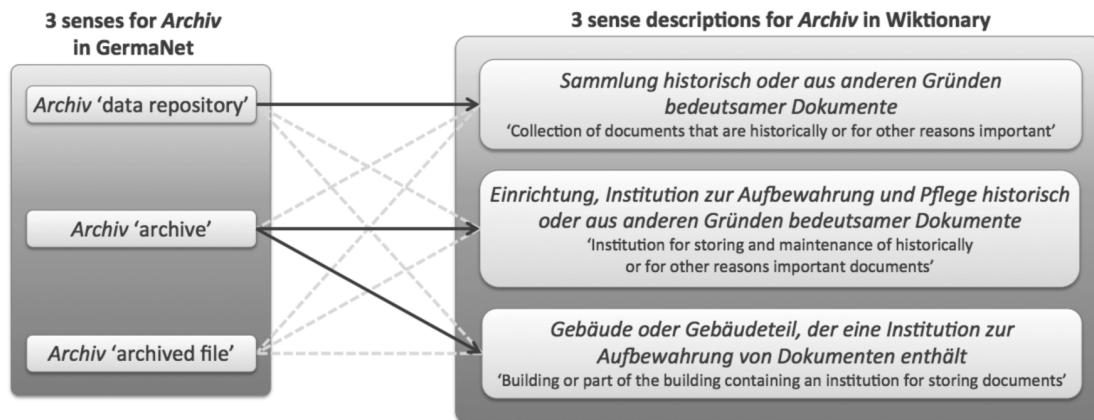 3 senses for Archiv
in GermaNet
Archiv ‘data repository’
Archiv ‘archive’
Archiv ‘archived file’
3 sense descriptions for Archiv in Wiktionary
Sammlung historisch oder aus anderen Gründen
bedeutsamer Dokumente
‘Collection of documents that are historically or for other reasons important’
Einrichtung, Institution zur Aufbewahrung und Pflege historisch
oder aus anderen Gründen bedeutsamer Dokumente
‘Institution for storing and maintenance of historically
or for other reasons important documents’
Gebäude oder Gebäudeteil, der eine Institution zur
Aufbewahrung von Dokumenten enthält
‘Building or part of the building containing an institution for storing documents’